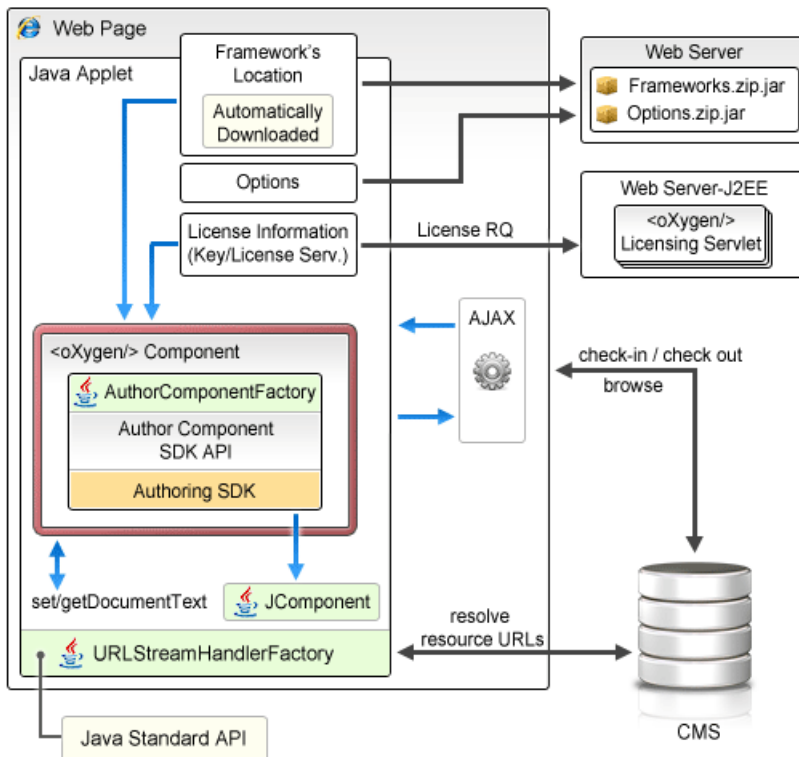 Web Page
Java Applet
Framework's
Location
Automatically
Downloaded
Options
License Information
(Key/License Serv.)
License RQ
Web Server
Frameworks.zip.jar
Options.zip.jar
Web Server-J2EE
<oXygen/>
Licensing Servlet
<oXygen/> Component
AuthorComponentFactory
Author Component
SDK API
Authoring SDK
AJAX
check-in / check out
browse
set/getDocumentText
JComponent
URLStreamHandlerFactory
resolve
resource URLs
CMS
Java Standard API